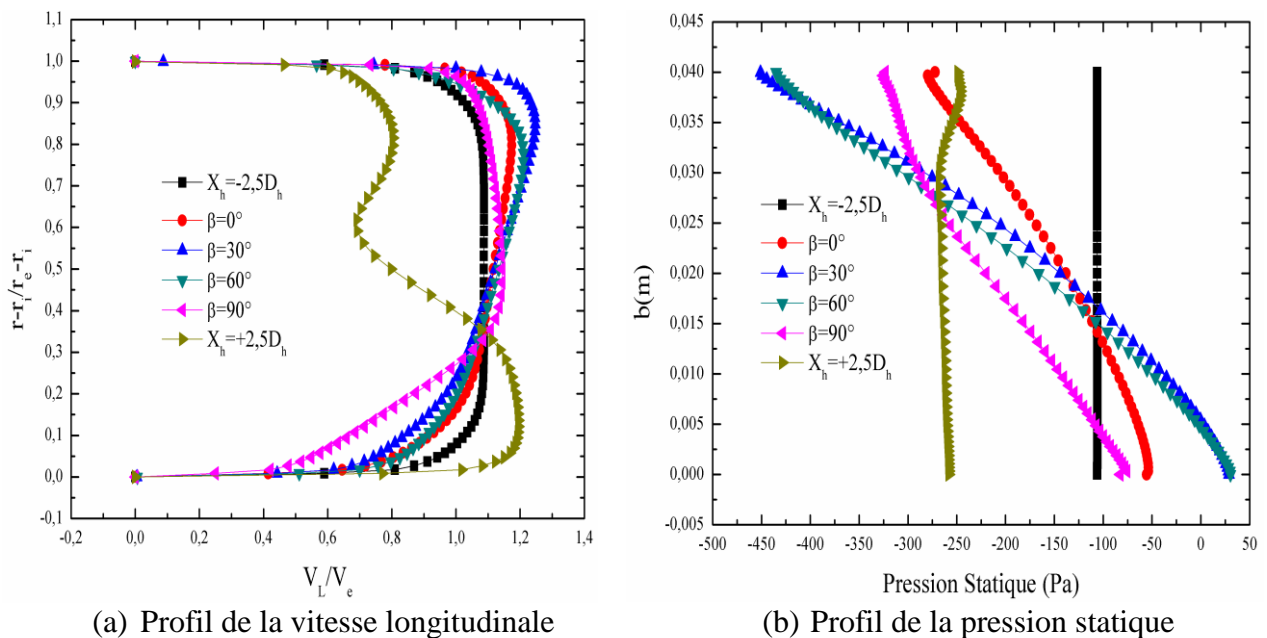 1,1
1,0
0,9
0,8
0,7
0,6
0,5
0,4
0,3
0,2
0,1
0,0
-0,1
r-r_i/r_e-r_i
X_h=-2,5D_h
β=0°
β=30°
β=60°
β=90°
X_h=+2,5D_h
-0,2 0,0 0,2 0,4 0,6 0,8 1,0 1,2 1,4
V_L/V_e
(a) Profil de la vitesse longitudinale
0,045
0,040
0,035
0,030
0,025
0,020
0,015
0,010
0,005
0,000
-0,005
b(m)
X_h=-2,5D_h
β=0°
β=30°
β=60°
β=90°
X_h=+2,5D_h
-500 -450 -400 -350 -300 -250 -200 -150 -100 -50 0 50
Pression Statique (Pa)
(b) Profil de la pression statique